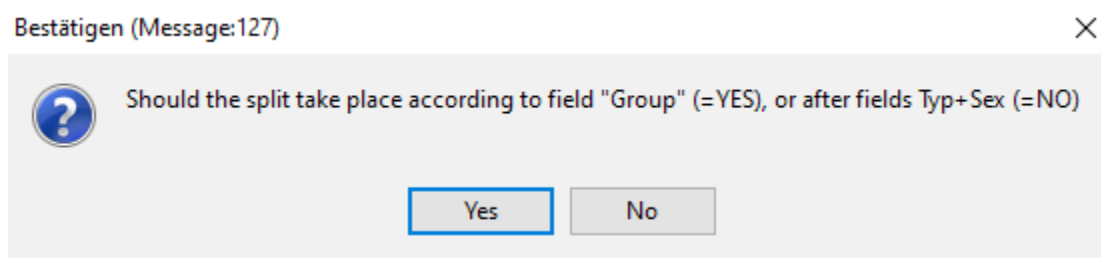 Bestätigen (Message:127)
Should the split take place according to field "Group" (=YES), or after fields Typ+Sex (=NO)
Yes
No